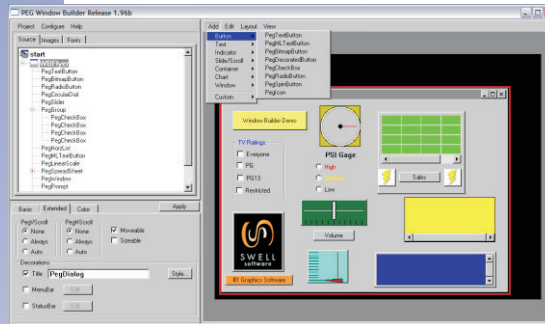 PEG Window Builder Release 1.96b
Project Configure Help
Source Images Fonts
start
PegTextButton
PegBitmapButton
PegRadioButton
PegCircularDial
PegSlider
PegGroup
PegCheckBox
PegCheckBox
PegCheckBox
PegCheckBox
PegHorzList
PegMLTextButton
PegLinearScale
PegSpreadSheet
PegWindow
PegPrompt
Basic Extended Color
Apply
PegVScroll
None
Always
Auto
PegHScroll
None
Always
Auto
Moveable
Sizeable
Decorations
Title PegDialog Style...
MenuBar Edit...
StatusBar Edit...
Add Edit Layout View
Button
Text
Indicator
Slide/Scroll
Container
Chart
Window
Custom
PegTextButton
PegMLTextButton
PegBitmapButton
PegDecoratedButton
PegCheckBox
PegRadioButton
PegSpinButton
PegIcon
Window Builder Demo
TV Ratings
Everyone
PG
PG13
Restricted
PSI Gage
High
Low
Sales
Volume
SWELL
software
#1 Graphics Software